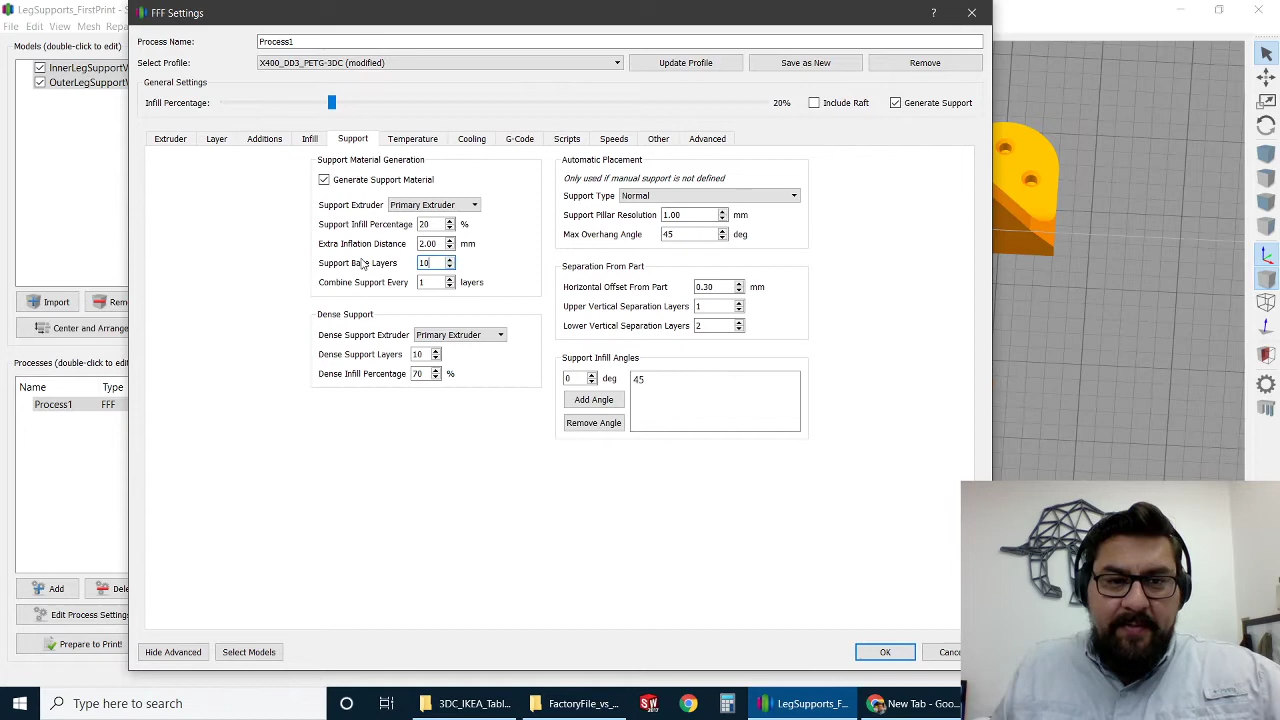 LegSupports_FirstPrint -
File Edit View Mesh Repa
Models (double-click to edit)
InnerLegSupportV
OuterLegSupportV
Import
Rem
Center and Arrange
Processes (double-click to edit
Name Type
Process1 FFF
Add
Dele
Edit Process Settings
Prepare to Print!
FFF Settings
?
Process Name: Process1
Select Profile: X400_DD3_PETG-3DC (modified) Update Profile Save as New Remove
General Settings
Infill Percentage: 20% Include Raft Generate Support
Extruder Layer Additions Infill Support Temperature Cooling G-Code Scripts Speeds Other Advanced
Support Material Generation
Generate Support Material
Support Extruder Primary Extruder
Support Infill Percentage 20 %
Extra Inflation Distance 2.00 mm
Support Base Layers 10
Combine Support Every 1 layers
Dense Support
Dense Support Extruder Primary Extruder
Dense Support Layers 10
Dense Infill Percentage 70 %
Automatic Placement
Only used if manual support is not defined
Support Type Normal
Support Pillar Resolution 1.00 mm
Max Overhang Angle 45 deg
Separation From Part
Horizontal Offset From Part 0.30 mm
Upper Vertical Separation Layers 1
Lower Vertical Separation Layers 2
Support Infill Angles
0 deg 45
Add Angle
Remove Angle
Hide Advanced Select Models OK Cance
Type here to search
3DC_IKEA_Tabl...
FactoryFile_vs_...
LegSupports_F...
New Tab - Goo...